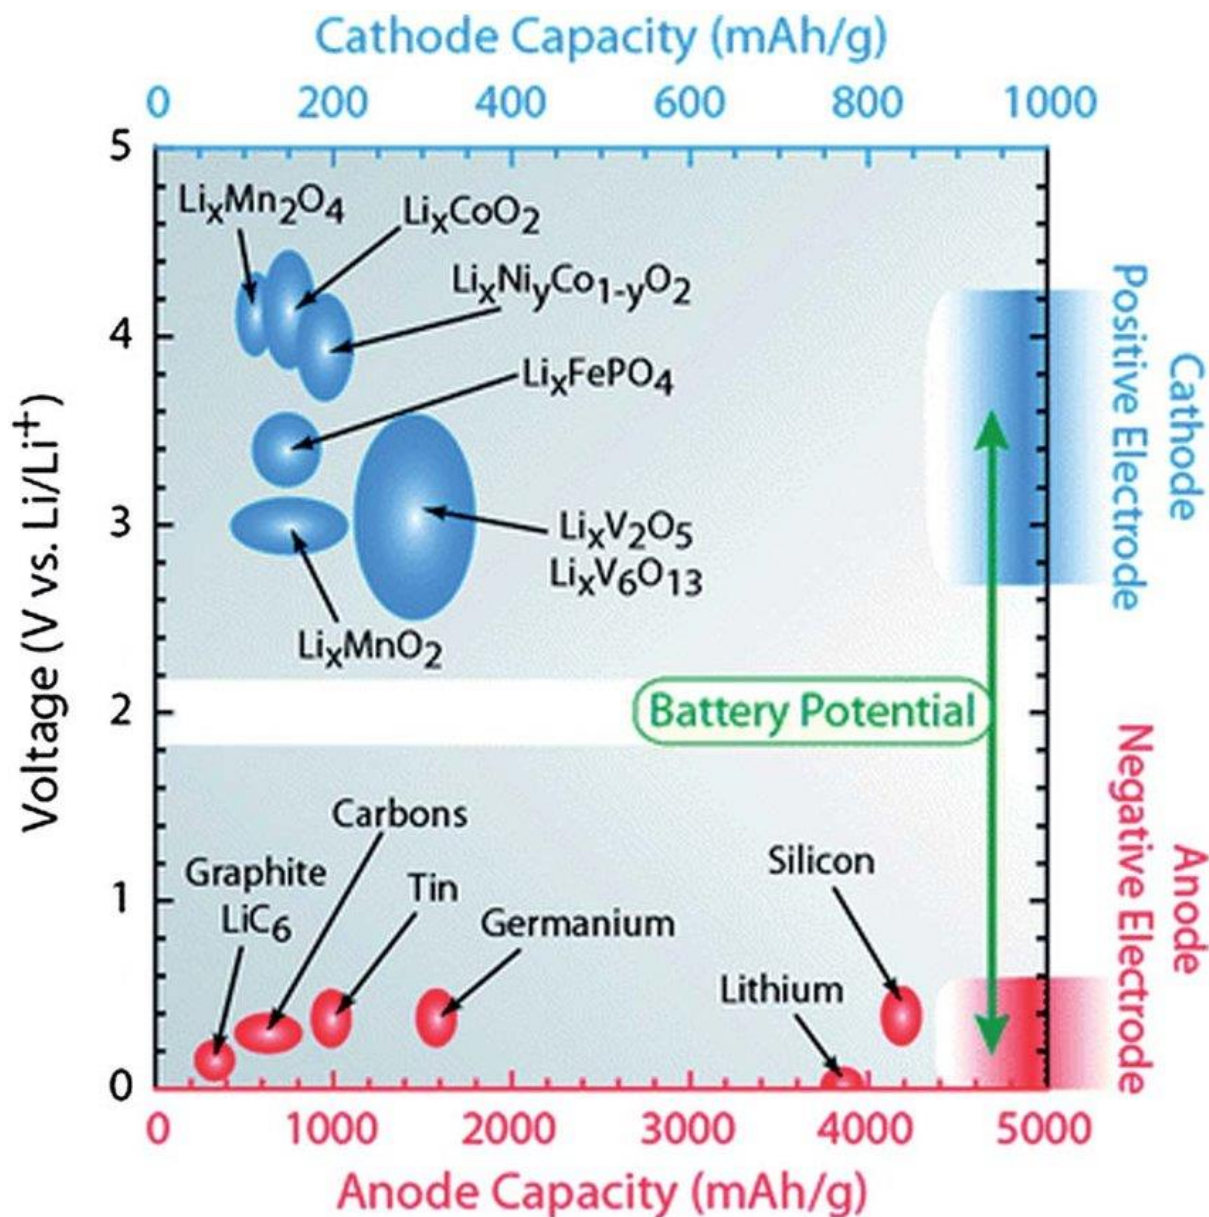 Cathode Capacity (mAh/g)
0 200 400 600 800 1000
5
4
3
2
1
0
Voltage (V vs. Li/Li⁺)
LiₓMn₂O₄
LiₓCoO₂
LiₓNiᵧCo₁₋ᵧO₂
LiₓFePO₄
LiₓV₂O₅
LiₓV₆O₁₃
LiₓMnO₂
Battery Potential
Carbons
Graphite
LiC₆
Tin
Germanium
Silicon
Lithium
Cathode
Positive Electrode
Anode
Negative Electrode
0 1000 2000 3000 4000 5000
Anode Capacity (mAh/g)